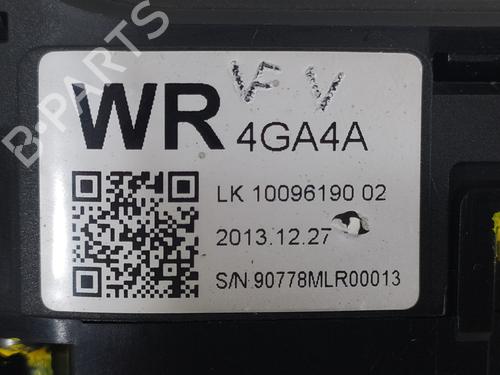 WR
4GA4A
LK 10096190 02
2013.12.27
S/N 90778MLR00013
B-PARTS